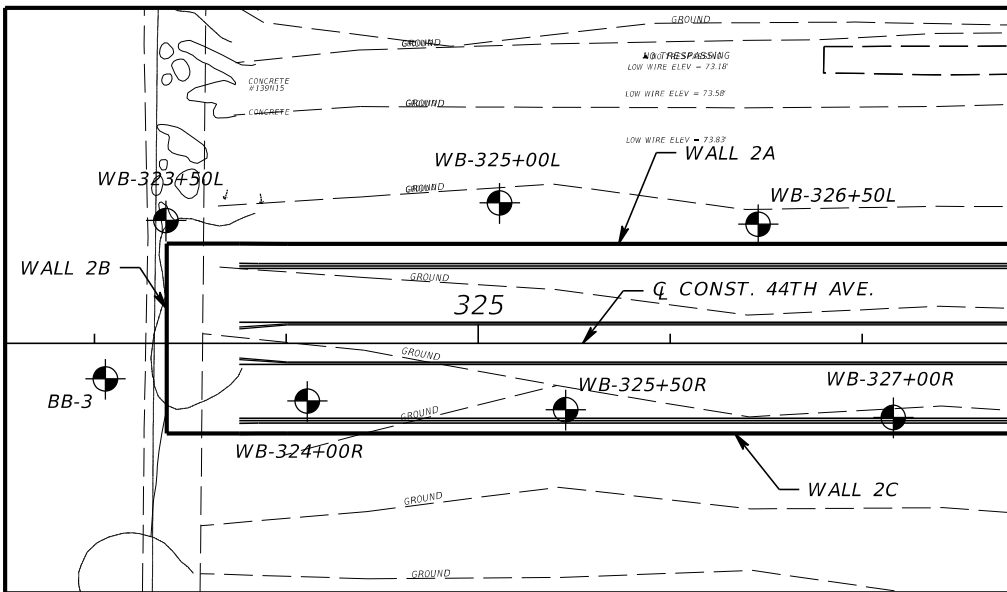 GROUND
GROUND
NO TRESPASSING
LOW WIRE ELEV = 73.18'
CONCRETE
#139N15
LOW WIRE ELEV = 73.58'
GROUND
CONCRETE
LOW WIRE ELEV = 73.83'
WALL 2A
WB-325+00L
WB-323+50L
GROUND
WB-326+50L
WALL 2B
GROUND
℄ CONST. 44TH AVE.
325
GROUND
WB-325+50R
WB-327+00R
BB-3
GROUND
WB-324+00R
WALL 2C
GROUND
GROUND